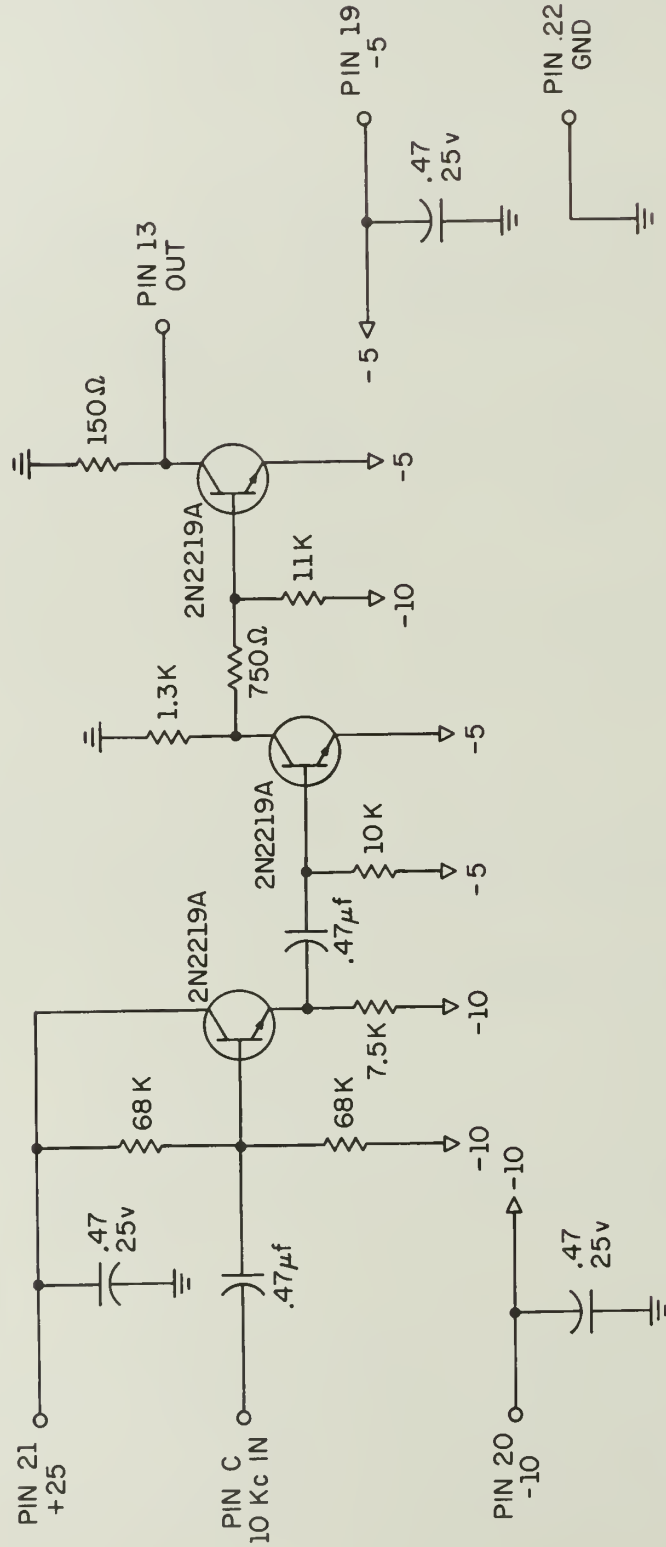 PIN 21
+25
.47
25v
68K
2N2219A
PIN C
10 Kc IN
.47µf
68K
-10
7.5K
-10
.47µf
2N2219A
10K
-5
1.3K
750Ω
-5
2N2219A
11K
-10
150Ω
PIN 13
OUT
-5
PIN 20
-10
.47
25v
-10
-5
.47
25v
PIN 19
-5
PIN 22
GND